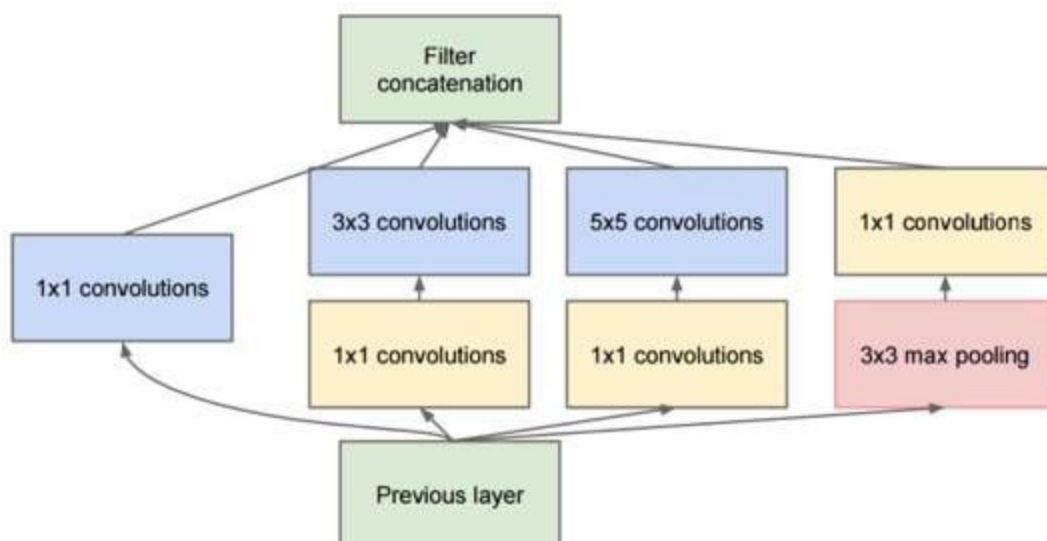 Filter
concatenation
3x3 convolutions
5x5 convolutions
1x1 convolutions
1x1 convolutions
1x1 convolutions
1x1 convolutions
3x3 max pooling
Previous layer